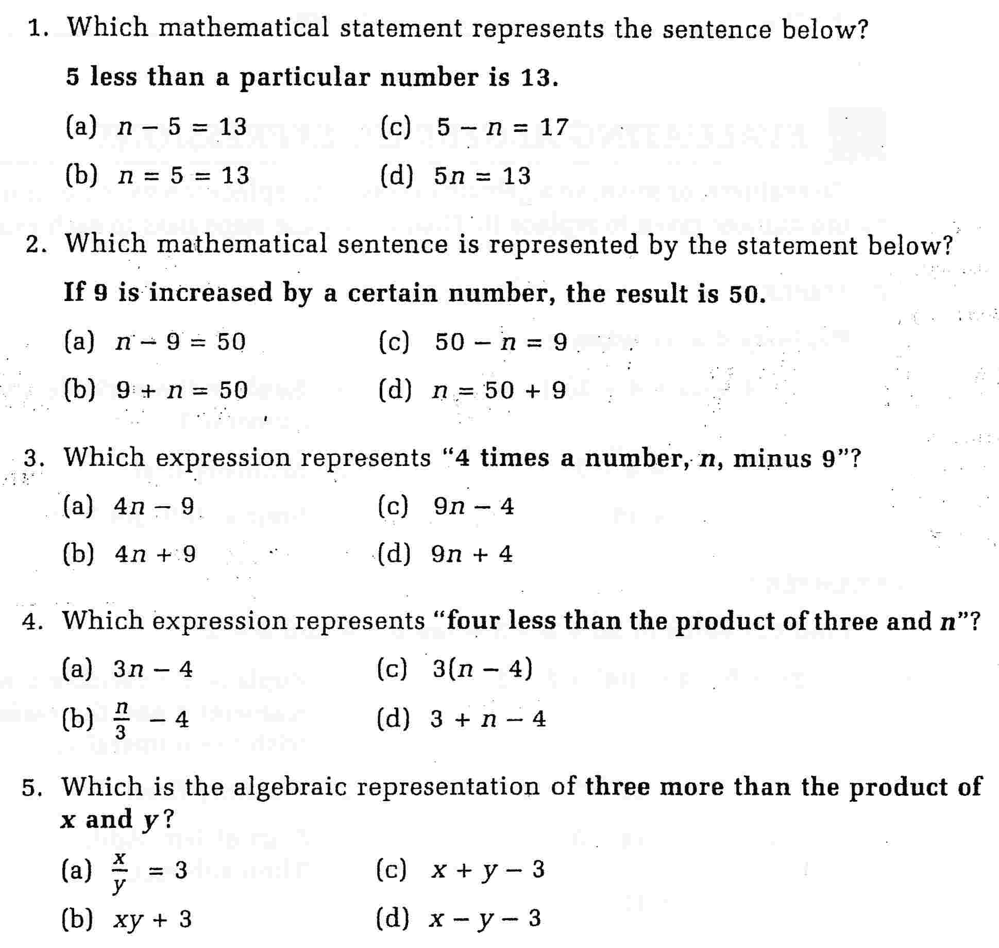 1. Which mathematical statement represents the sentence below?
5 less than a particular number is 13.
(a) n – 5 = 13 (c) 5 – n = 17
(b) n = 5 = 13 (d) 5n = 13
2. Which mathematical sentence is represented by the statement below?
If 9 is increased by a certain number, the result is 50.
(a) n – 9 = 50 (c) 50 – n = 9
(b) 9 + n = 50 (d) n = 50 + 9
3. Which expression represents “4 times a number, n, minus 9”?
(a) 4n – 9 (c) 9n – 4
(b) 4n + 9 (d) 9n + 4
4. Which expression represents “four less than the product of three and n”?
(a) 3n – 4 (c) 3(n – 4)
(b) n/3 – 4 (d) 3 + n – 4
5. Which is the algebraic representation of three more than the product of
x and y?
(a) x/y = 3 (c) x + y – 3
(b) xy + 3 (d) x – y – 3